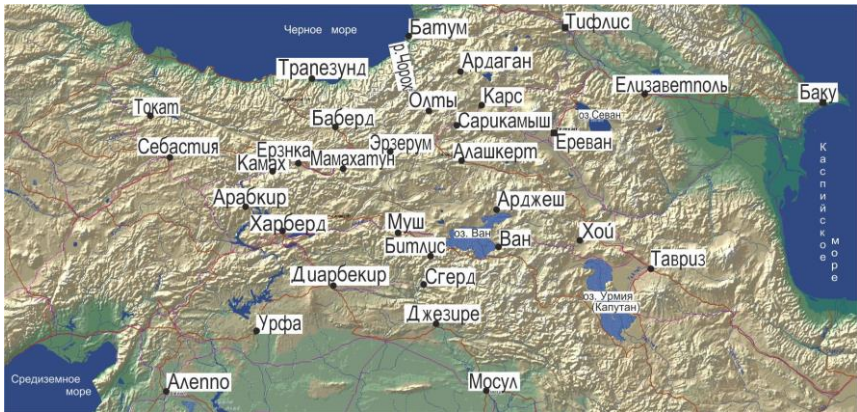 Черное море
Батум
Тифлис
р.Чорох
Трапезунд
Ардаган
Елизаветполь
Баку
Токат
Олты
Карс
оз.Севан
Баберд
Сарикамыш
Ереван
Себастия
Ерзнка
Эрзерум
Камах
Мамахатун
Алашкерт
Каспийское море
Арабкир
Арджеш
Харберд
Муш
оз. Ван
Ван
Хой
Битлис
Тавриз
Диарбекир
Сгерд
оз. Урмия
(Капутан)
Урфа
Джезире
Средиземное
море
Алеппо
Мосул